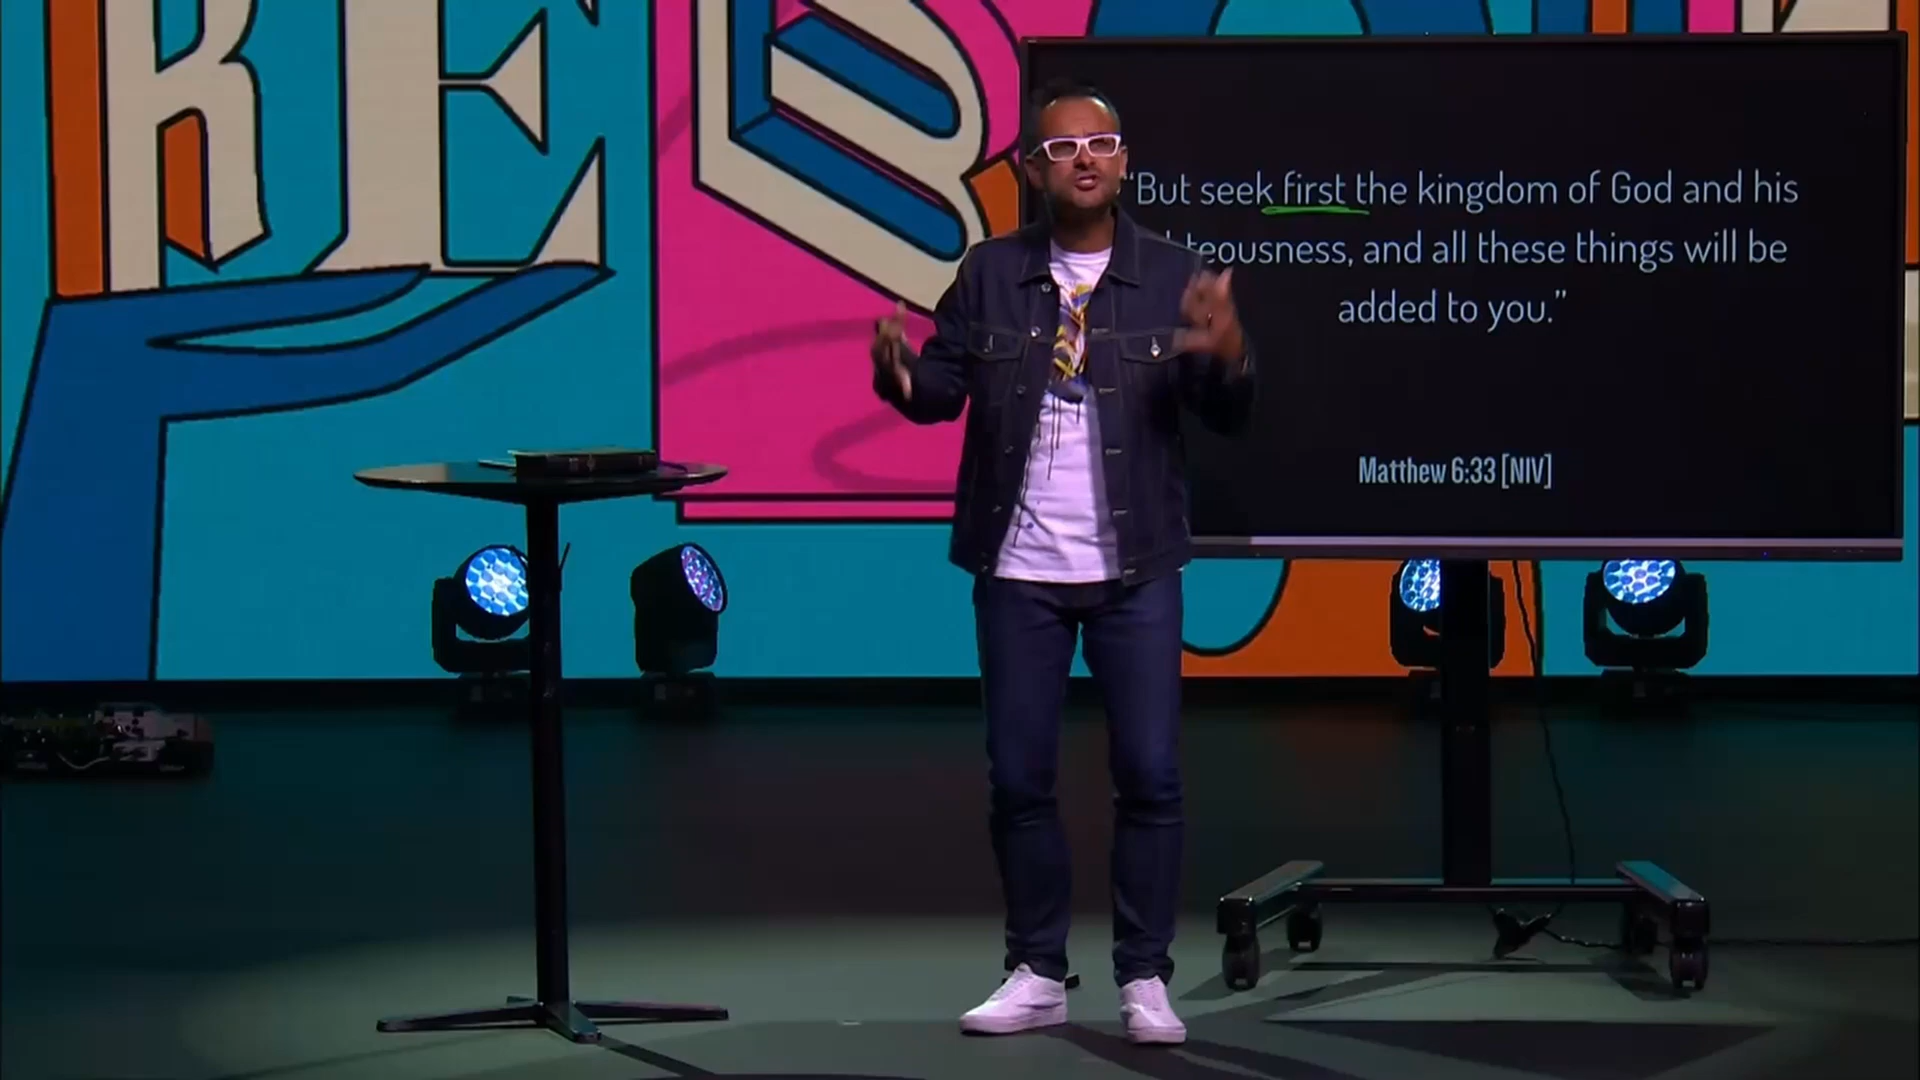 RE
“But seek first the kingdom of God and his
teousness, and all these things will be
added to you.”
Matthew 6:33 [NIV]